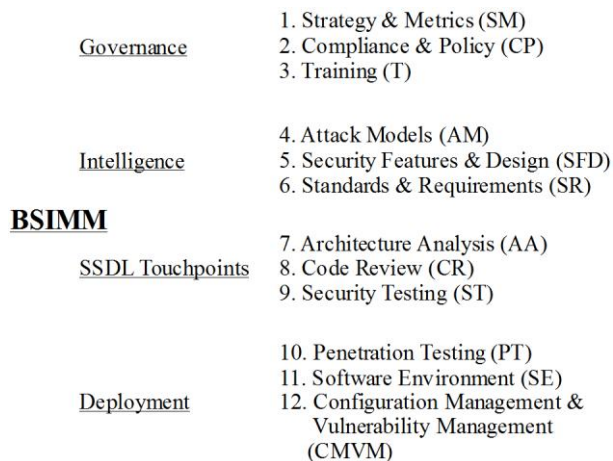 Governance
1. Strategy & Metrics (SM)
2. Compliance & Policy (CP)
3. Training (T)
Intelligence
4. Attack Models (AM)
5. Security Features & Design (SFD)
6. Standards & Requirements (SR)
BSIMM
SSDL Touchpoints
7. Architecture Analysis (AA)
8. Code Review (CR)
9. Security Testing (ST)
Deployment
10. Penetration Testing (PT)
11. Software Environment (SE)
12. Configuration Management &
Vulnerability Management
(CMVM)